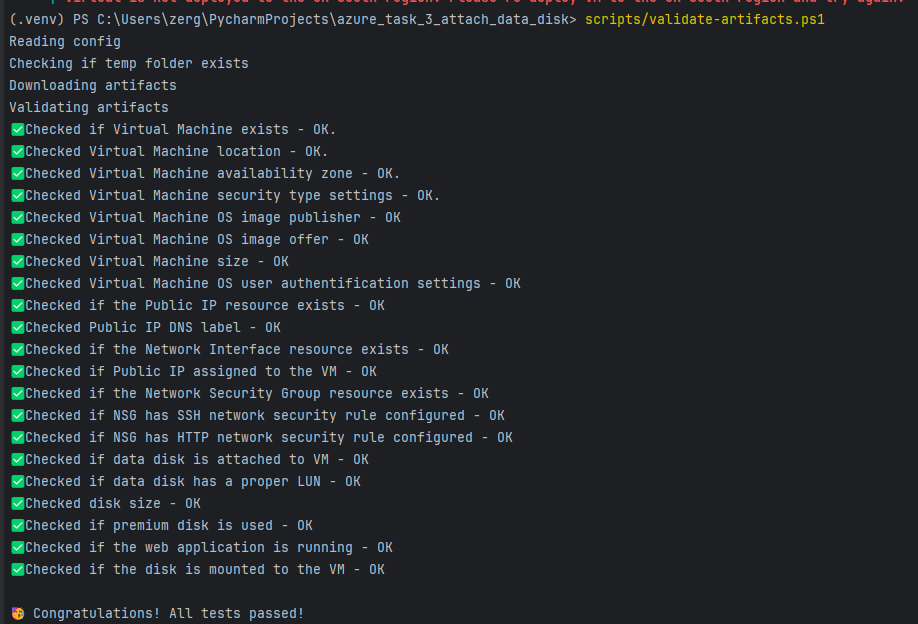 (.venv) PS C:\Users\zerg\PycharmProjects\azure_task_3_attach_data_disk> scripts/validate-artifacts.ps1
Reading config
Checking if temp folder exists
Downloading artifacts
Validating artifacts
✅Checked if Virtual Machine exists - OK.
✅Checked Virtual Machine location - OK.
✅Checked Virtual Machine availability zone - OK.
✅Checked Virtual Machine security type settings - OK.
✅Checked Virtual Machine OS image publisher - OK
✅Checked Virtual Machine OS image offer - OK
✅Checked Virtual Machine size - OK
✅Checked Virtual Machine OS user authentification settings - OK
✅Checked if the Public IP resource exists - OK
✅Checked Public IP DNS label - OK
✅Checked if the Network Interface resource exists - OK
✅Checked if Public IP assigned to the VM - OK
✅Checked if the Network Security Group resource exists - OK
✅Checked if NSG has SSH network security rule configured - OK
✅Checked if NSG has HTTP network security rule configured - OK
✅Checked if data disk is attached to VM - OK
✅Checked if data disk has a proper LUN - OK
✅Checked disk size - OK
✅Checked if premium disk is used - OK
✅Checked if the web application is running - OK
✅Checked if the disk is mounted to the VM - OK
🥳 Congratulations! All tests passed!